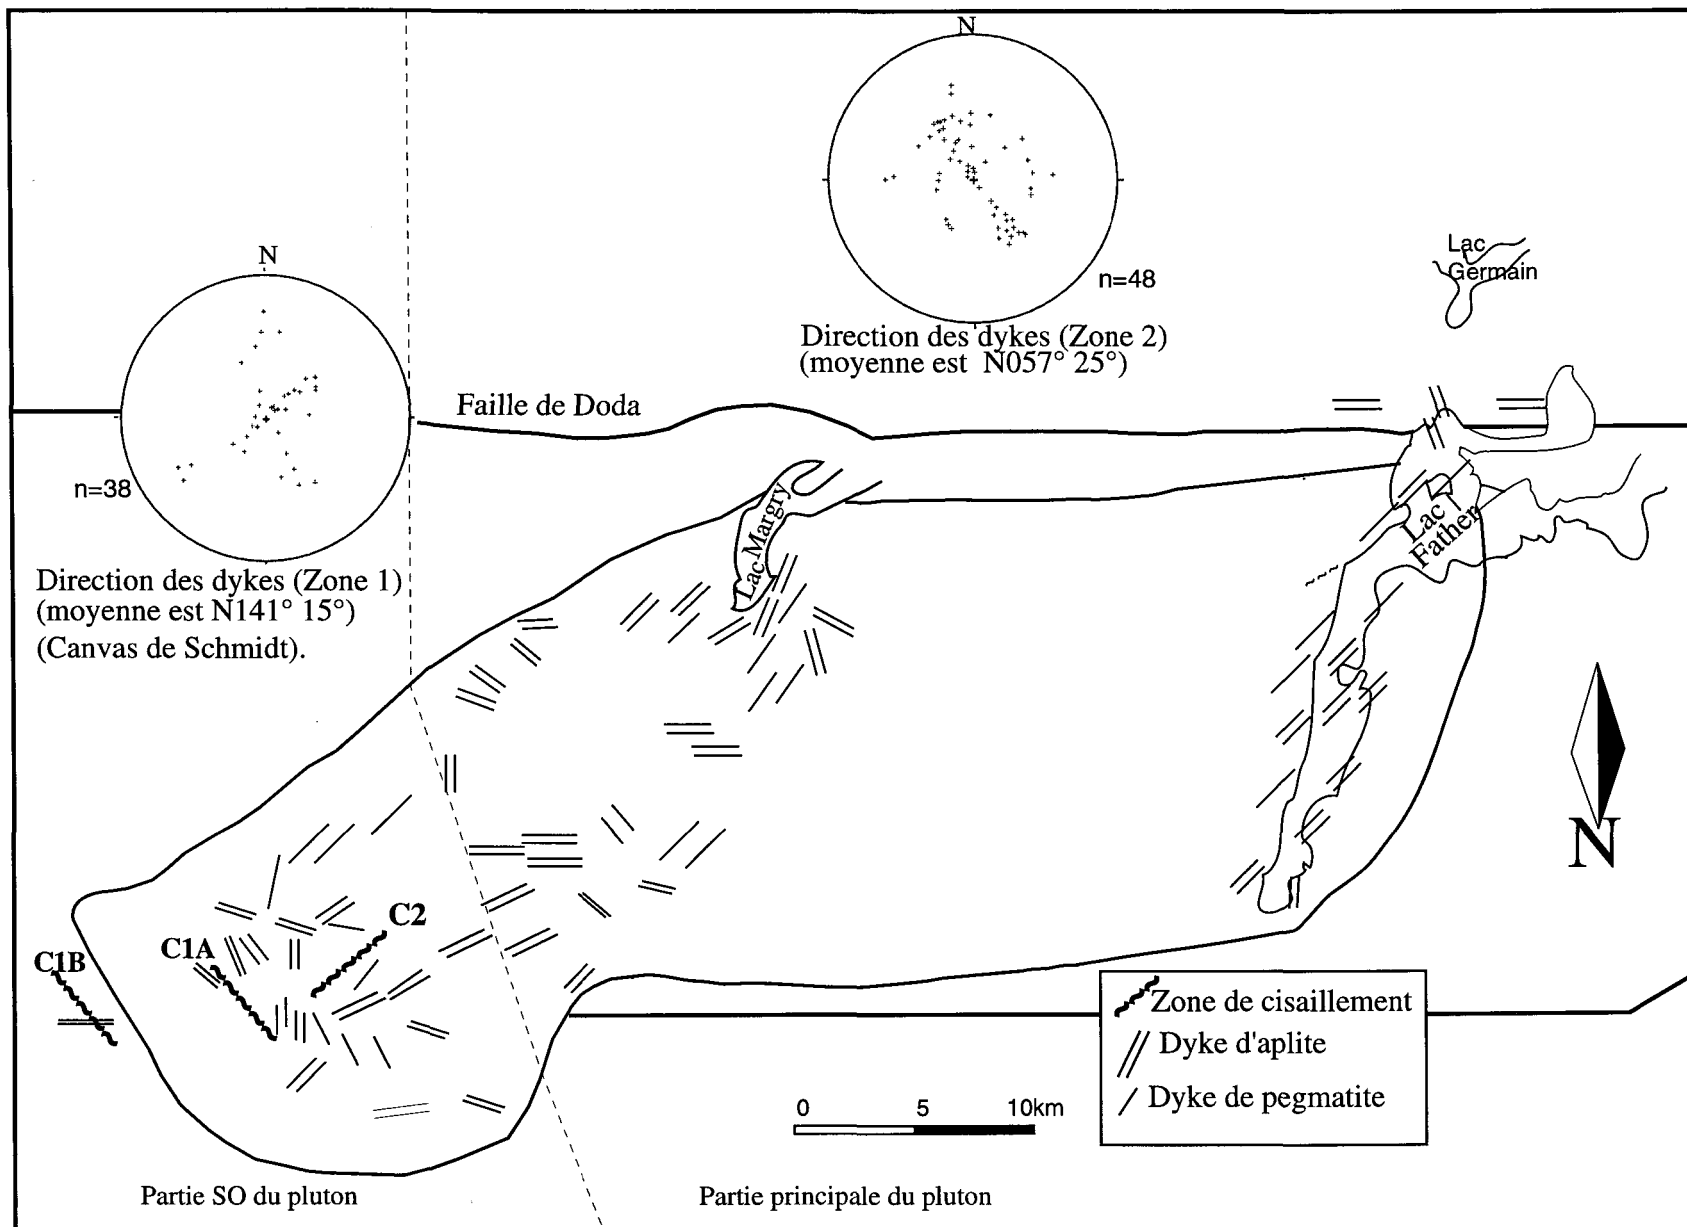 N
n=48
Direction des dykes (Zone 2)
(moyenne est N057° 25°)
Lac
Germain
N
n=38
Direction des dykes (Zone 1)
(moyenne est N141° 15°)
(Canvas de Schmidt).
Faille de Doda
Lac Margry
Lac
Father
N
C2
C1A
C1B
Zone de cisaillement
Dyke d'aplite
Dyke de pegmatite
0 5 10km
Partie SO du pluton
Partie principale du pluton